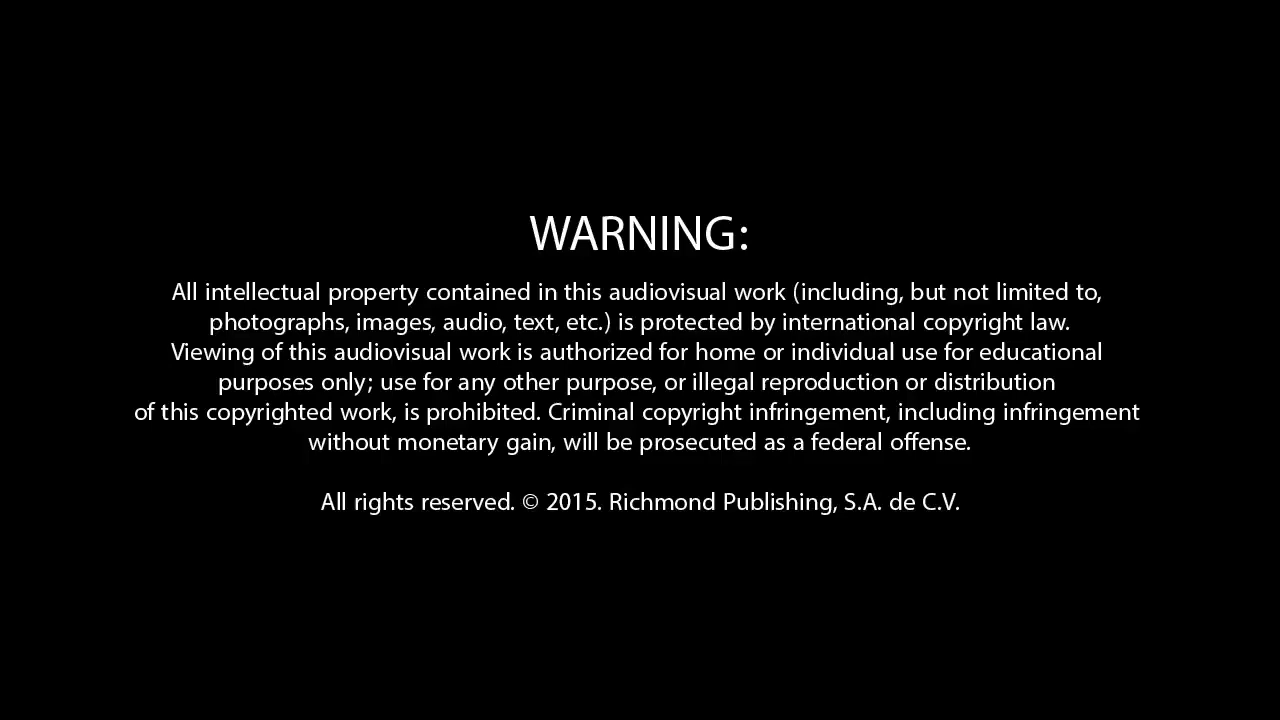 WARNING:
All intellectual property contained in this audiovisual work (including, but not limited to,
photographs, images, audio, text, etc.) is protected by international copyright law.
Viewing of this audiovisual work is authorized for home or individual use for educational
purposes only; use for any other purpose, or illegal reproduction or distribution
of this copyrighted work, is prohibited. Criminal copyright infringement, including infringement
without monetary gain, will be prosecuted as a federal offense.
All rights reserved. © 2015. Richmond Publishing, S.A. de C.V.